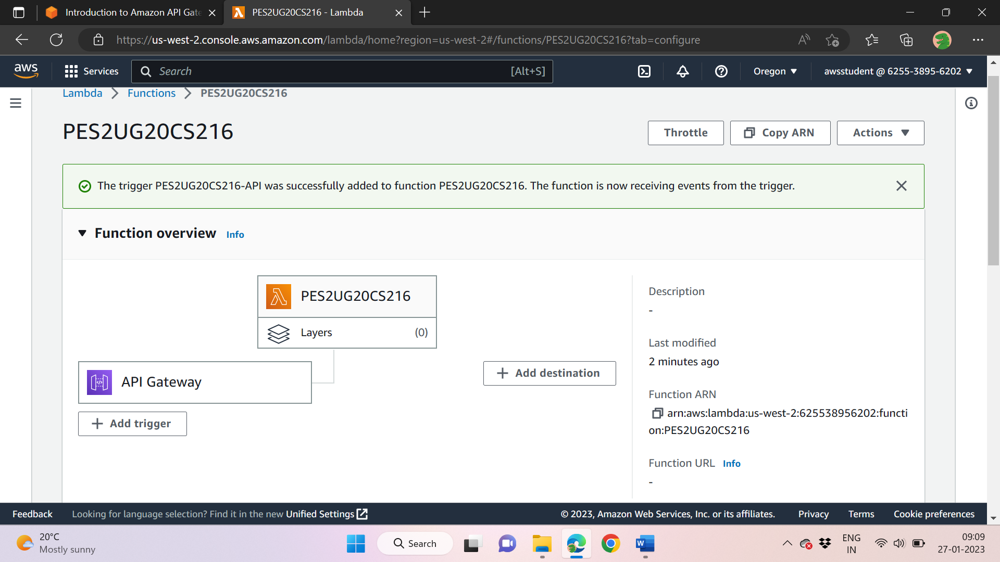 Introduction to Amazon API Gate
PES2UG20CS216 - Lambda
https://us-west-2.console.aws.amazon.com/lambda/home?region=us-west-2#/functions/PES2UG20CS216?tab=configure
aws
Services
Search
[Alt+S]
Oregon
awsstudent @ 6255-3895-6202
Lambda
Functions
PES2UG20CS216
PES2UG20CS216
Throttle
Copy ARN
Actions
The trigger PES2UG20CS216-API was successfully added to function PES2UG20CS216. The function is now receiving events from the trigger.
Function overview
Info
PES2UG20CS216
Layers
(0)
API Gateway
Add trigger
Add destination
Description
-
Last modified
2 minutes ago
Function ARN
arn:aws:lambda:us-west-2:625538956202:functi
on:PES2UG20CS216
Function URL Info
-
Feedback
Looking for language selection? Find it in the new Unified Settings
© 2023, Amazon Web Services, Inc. or its affiliates.
Privacy
Terms
Cookie preferences
20°C
Mostly sunny
Search
W
ENG
IN
09:09
27-01-2023